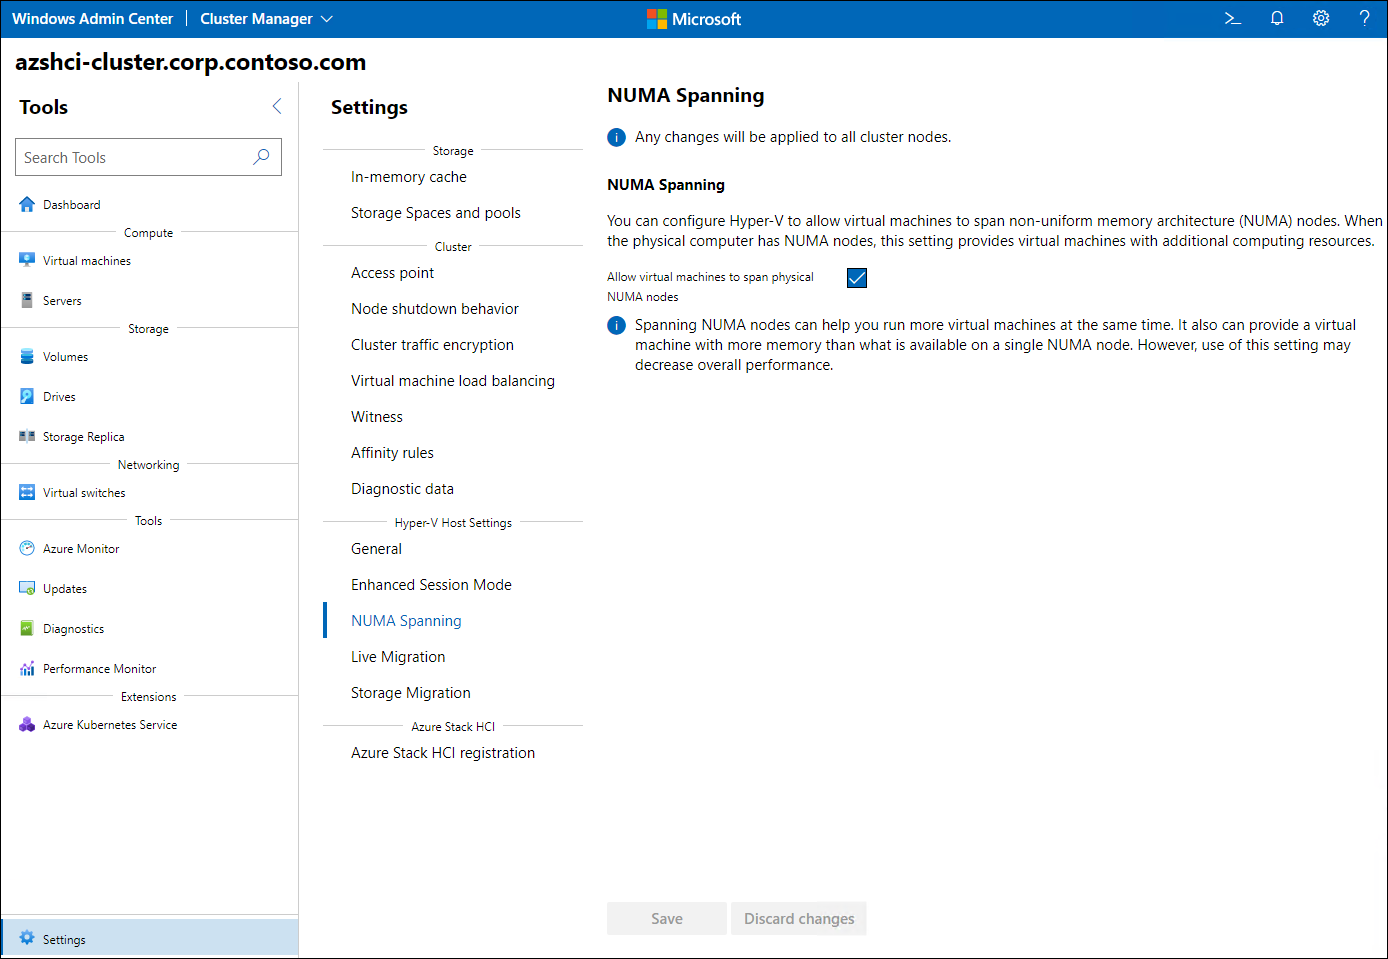 Windows Admin Center
Cluster Manager
Microsoft
azshci-cluster.corp.contoso.com
Tools
Search Tools
Dashboard
Compute
Virtual machines
Servers
Storage
Volumes
Drives
Storage Replica
Networking
Virtual switches
Tools
Azure Monitor
Updates
Diagnostics
Performance Monitor
Extensions
Azure Kubernetes Service
Settings
Settings
Storage
In-memory cache
Storage Spaces and pools
Cluster
Access point
Node shutdown behavior
Cluster traffic encryption
Virtual machine load balancing
Witness
Affinity rules
Diagnostic data
Hyper-V Host Settings
General
Enhanced Session Mode
NUMA Spanning
Live Migration
Storage Migration
Azure Stack HCI
Azure Stack HCI registration
NUMA Spanning
Any changes will be applied to all cluster nodes.
NUMA Spanning
You can configure Hyper-V to allow virtual machines to span non-uniform memory architecture (NUMA) nodes. When
the physical computer has NUMA nodes, this setting provides virtual machines with additional computing resources.
Allow virtual machines to span physical
NUMA nodes
Spanning NUMA nodes can help you run more virtual machines at the same time. It also can provide a virtual
machine with more memory than what is available on a single NUMA node. However, use of this setting may
decrease overall performance.
Save
Discard changes